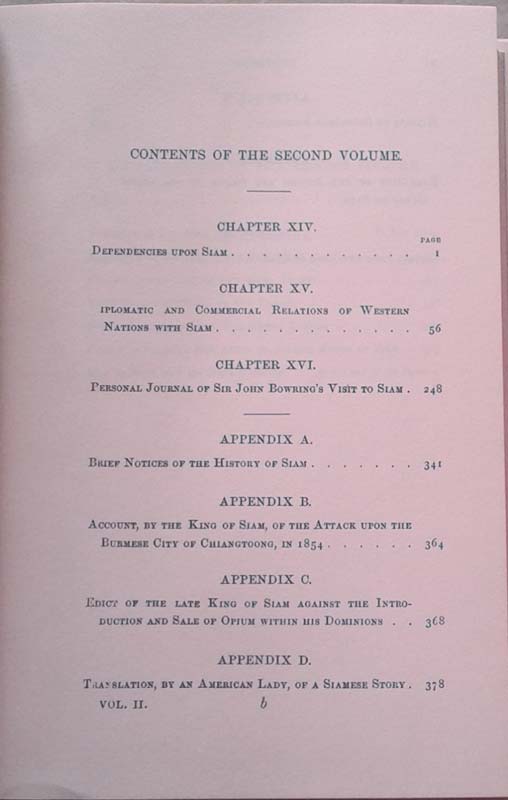 CONTENTS OF THE SECOND VOLUME.
CHAPTER XIV.
PAGE
DEPENDENCIES UPON SIAM . . . . . . . . . . . . 1
CHAPTER XV.
IPLOMATIC AND COMMERCIAL RELATIONS OF WESTERN
NATIONS WITH SIAM . . . . . . . . . . . . . 56
CHAPTER XVI.
PERSONAL JOURNAL OF SIR JOHN BOWRING'S VISIT TO SIAM . 248
APPENDIX A.
BRIEF NOTICES OF THE HISTORY OF SIAM . . . . . . . 341
APPENDIX B.
ACCOUNT, BY THE KING OF SIAM, OF THE ATTACK UPON THE
BURMESE CITY OF CHIANGTOONG, IN 1854 . . . . . . 364
APPENDIX C.
EDICT OF THE LATE KING OF SIAM AGAINST THE INTRO-
DUCTION AND SALE OF OPIUM WITHIN HIS DOMINIONS . . 368
APPENDIX D.
TRANSLATION, BY AN AMERICAN LADY, OF A SIAMESE STORY . 378
VOL. II. b